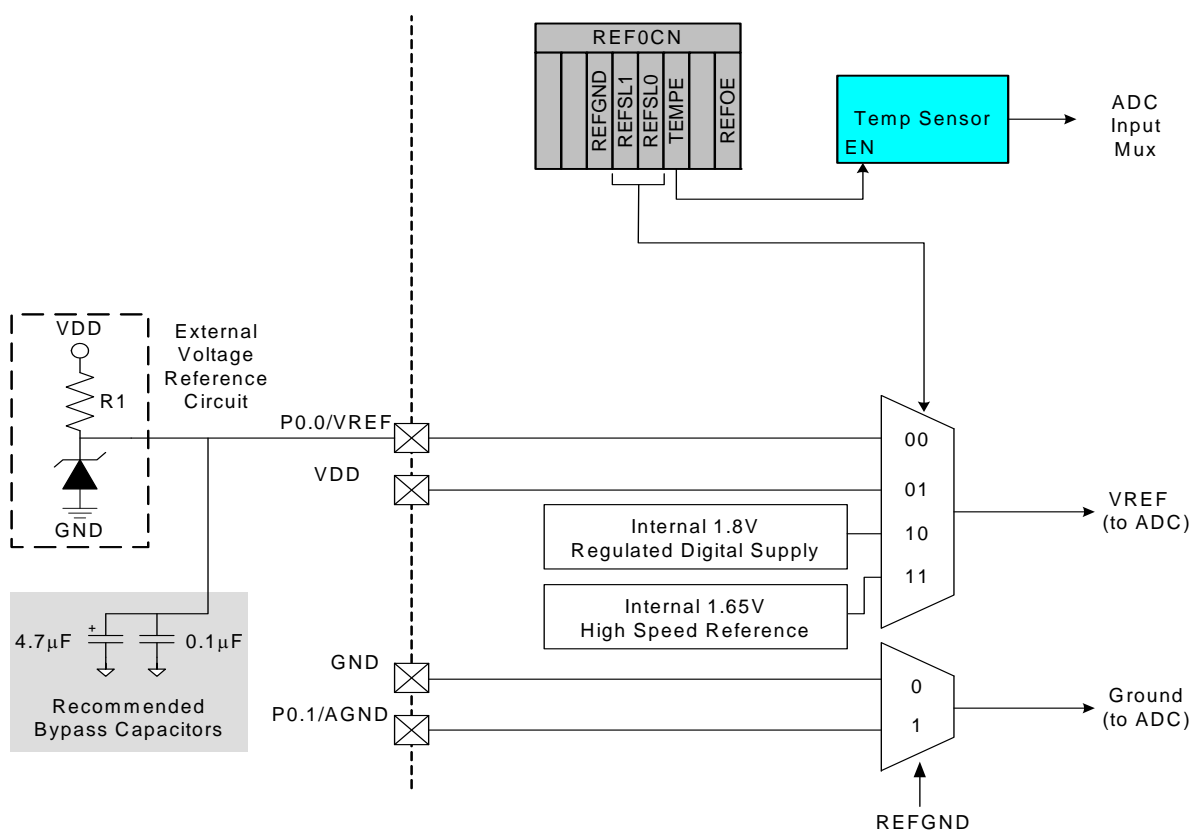 REF0CN
REFGND
REFSL1
REFSL0
TEMPE
REFOE
Temp Sensor
EN
ADC
Input
Mux
VDD
R1
GND
External
Voltage
Reference
Circuit
P0.0/VREF
VDD
00
01
10
11
Internal 1.8V
Regulated Digital Supply
Internal 1.65V
High Speed Reference
VREF
(to ADC)
4.7μF
+
0.1μF
Recommended
Bypass Capacitors
GND
P0.1/AGND
0
1
Ground
(to ADC)
REFGND